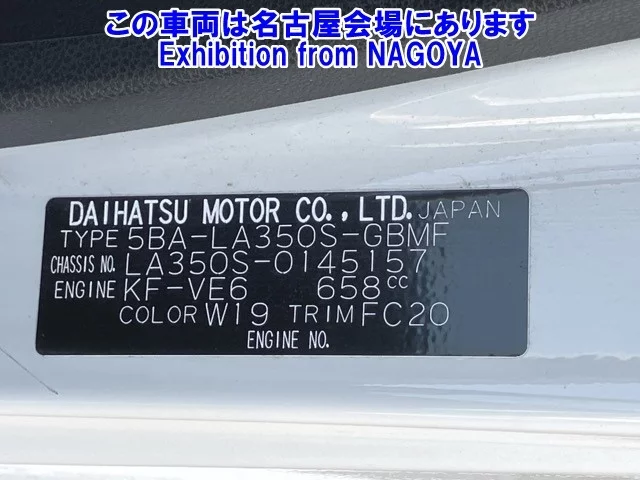 この車両は名古屋会場にあります
Exhibition from NAGOYA
DAIHATSU MOTOR CO., LTD. JAPAN
TYPE 5BA-LA350S-GBMF
CHASSIS NO. LA350S-0145157
ENGINE KF-VE6 658cc
COLOR W19 TRIM FC20
ENGINE NO.